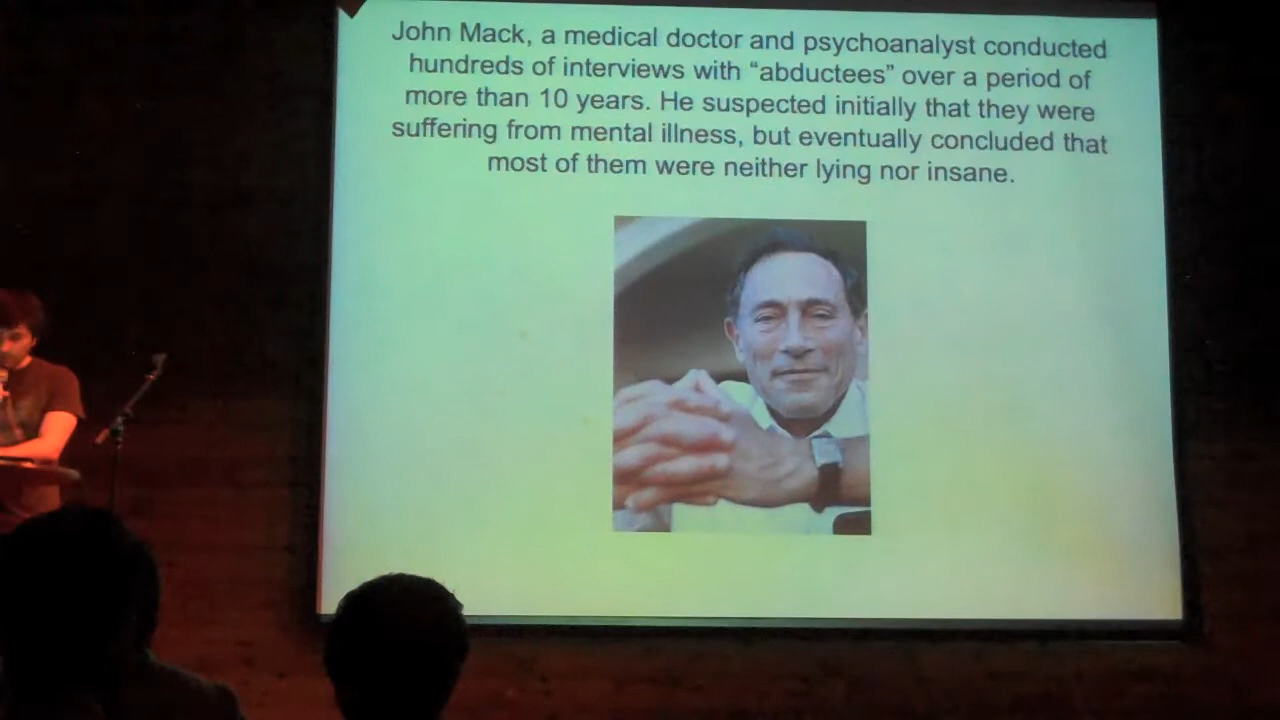 John Mack, a medical doctor and psychoanalyst conducted
hundreds of interviews with “abductees” over a period of
more than 10 years. He suspected initially that they were
suffering from mental illness, but eventually concluded that
most of them were neither lying nor insane.